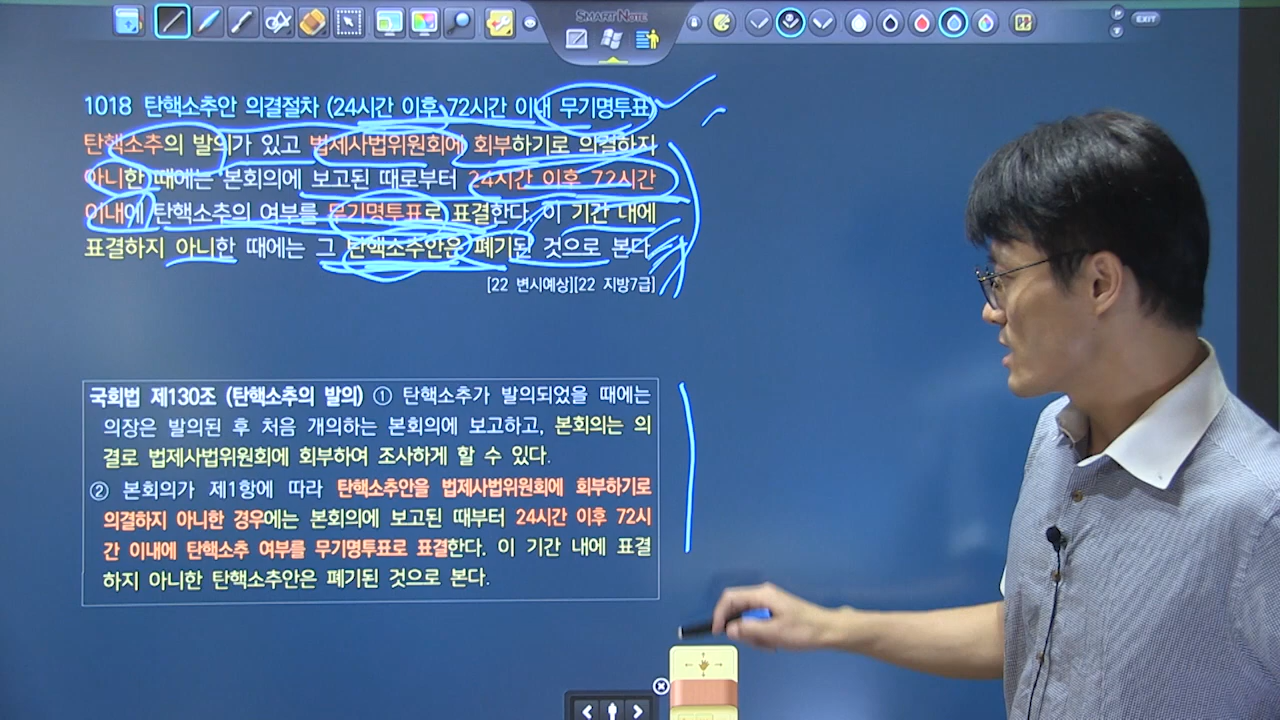 SMARTNOTE
EXIT
1018 탄핵소추안 의결절차 (24시간 이후 72시간 이내 무기명투표)
탄핵소추의 발의가 있고 법제사법위원회에 회부하기로 의결하지
아니한 때에는 본회의에 보고된 때로부터 24시간 이후 72시간
이내에 탄핵소추의 여부를 무기명투표로 표결한다. 이 기간 내에
표결하지 아니한 때에는 그 탄핵소추안은 폐기된 것으로 본다.
[22 변시예상][22 지방7급]
국회법 제130조 (탄핵소추의 발의) ① 탄핵소추가 발의되었을 때에는
의장은 발의된 후 처음 개의하는 본회의에 보고하고, 본회의는 의
결로 법제사법위원회에 회부하여 조사하게 할 수 있다.
② 본회의가 제1항에 따라 탄핵소추안을 법제사법위원회에 회부하기로
의결하지 아니한 경우에는 본회의에 보고된 때부터 24시간 이후 72시
간 이내에 탄핵소추 여부를 무기명투표로 표결한다. 이 기간 내에 표결
하지 아니한 탄핵소추안은 폐기된 것으로 본다.